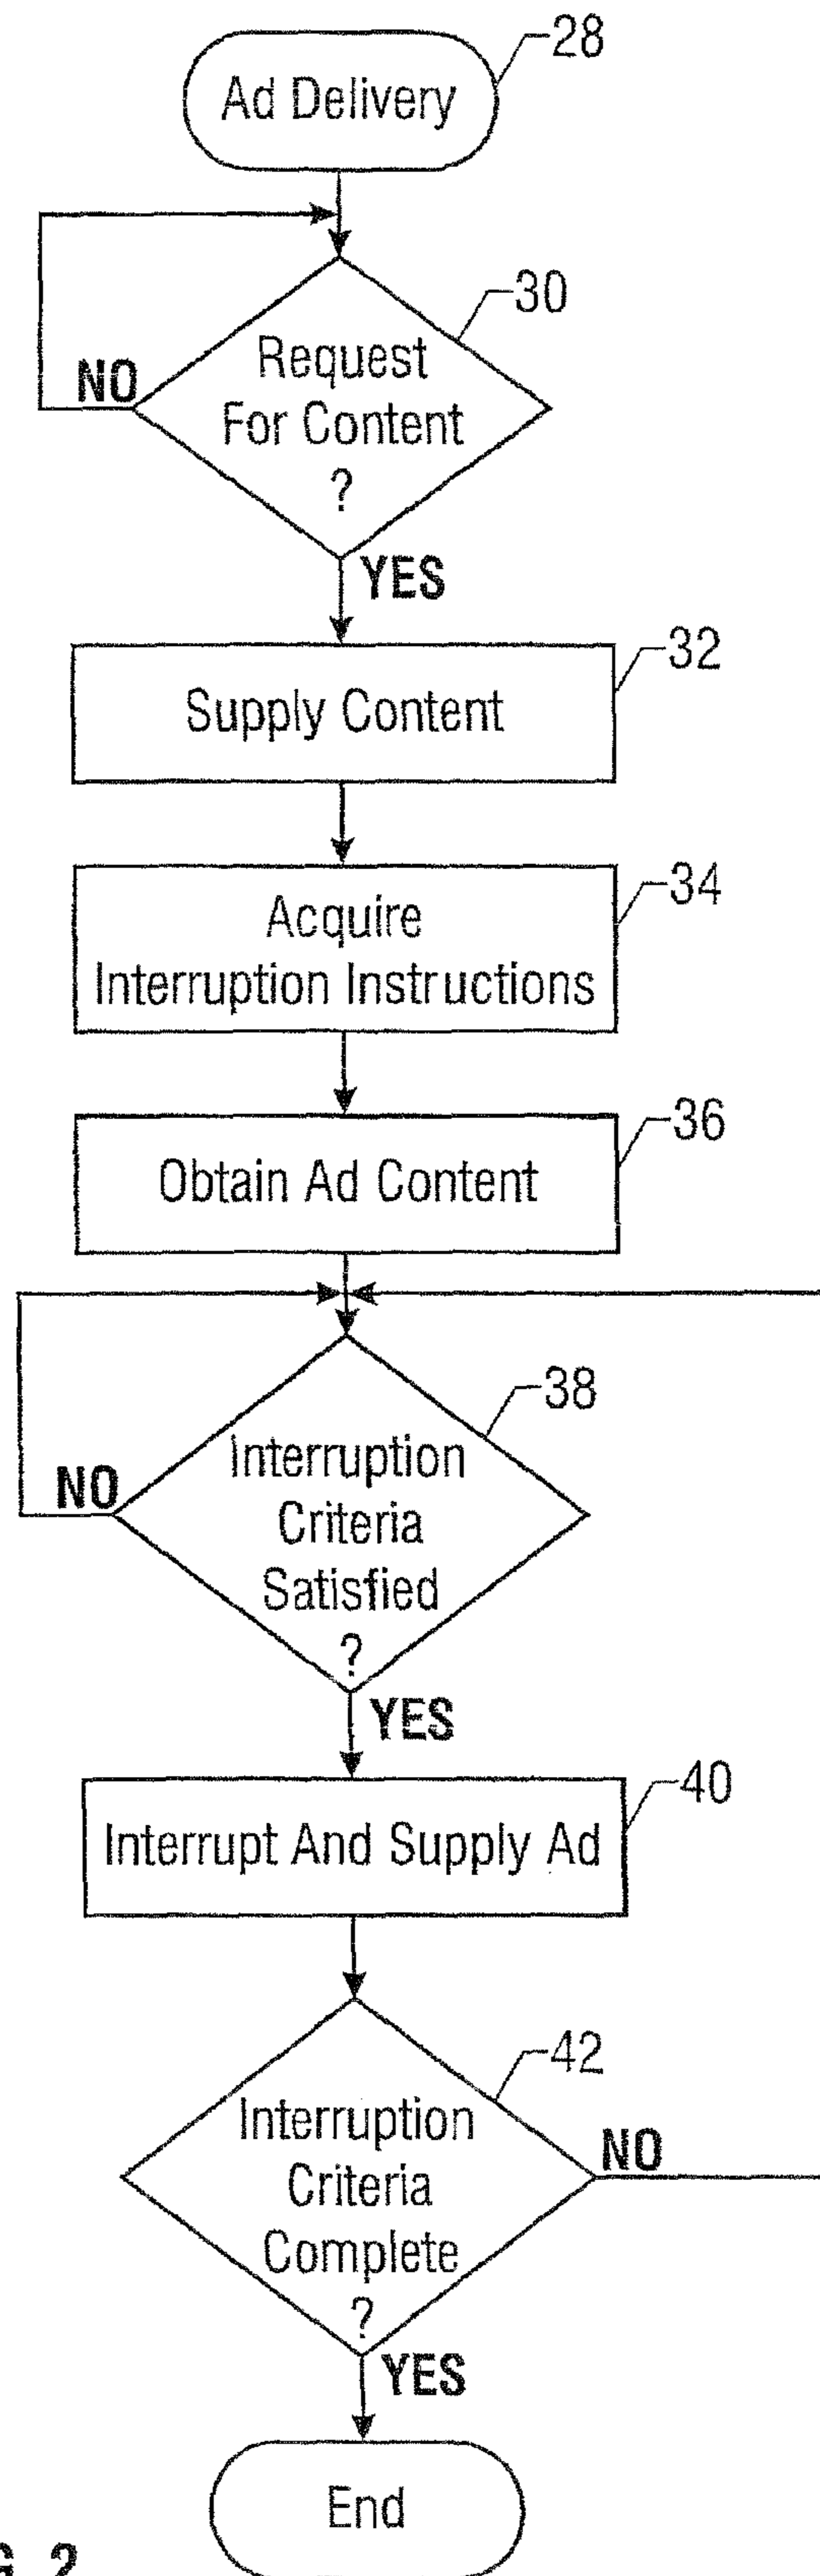 28
Ad Delivery
30
Request
For Content
?
NO
YES
32
Supply Content
34
Acquire
Interruption Instructions
36
Obtain Ad Content
38
Interruption
Criteria
Satisfied
?
NO
YES
40
Interrupt And Supply Ad
42
Interruption
Criteria
Complete
?
NO
YES
End
2